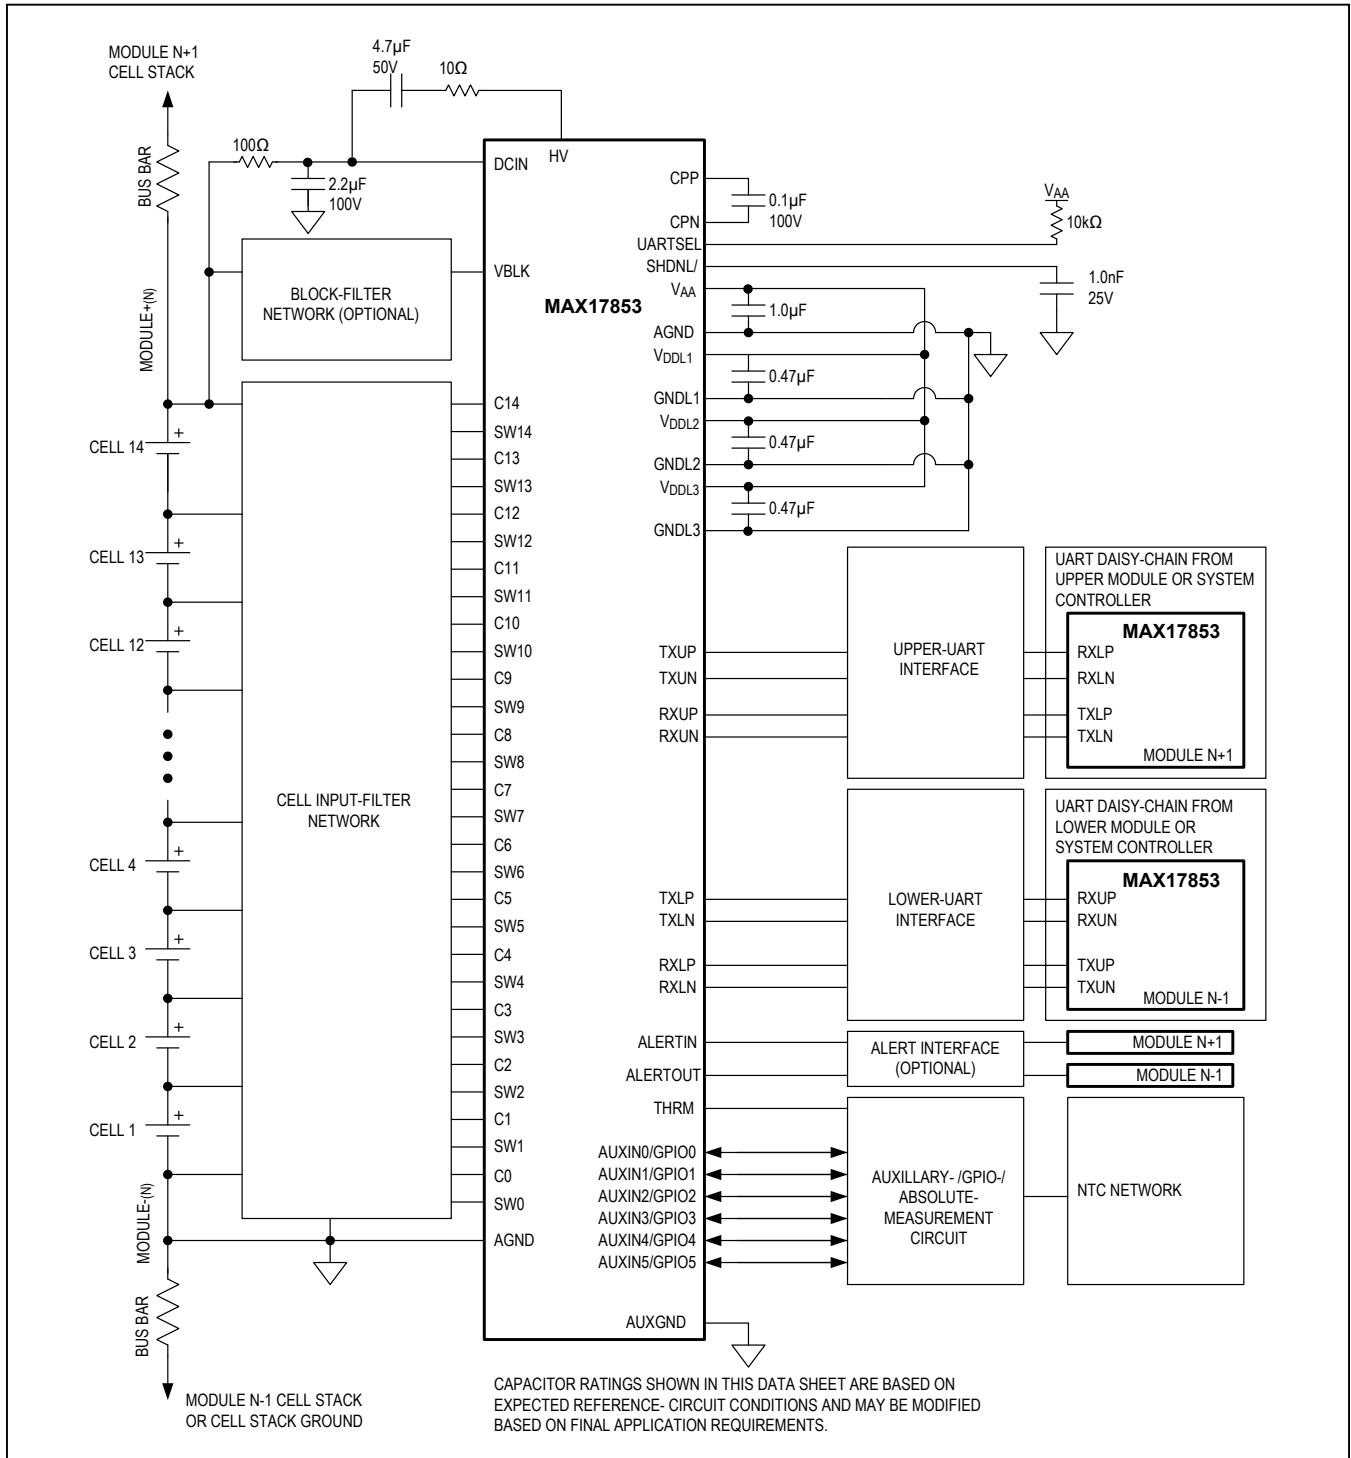 MODULE N+1
CELL STACK
4.7µF
50V
10Ω
100Ω
2.2µF
100V
BUS BAR
MODULE+(N)
BLOCK-FILTER
NETWORK (OPTIONAL)
CELL INPUT-FILTER
NETWORK
CELL 14
+
CELL 13
+
CELL 12
+
CELL 4
+
CELL 3
+
CELL 2
+
CELL 1
+
MODULE-(N)
BUS BAR
MODULE N-1 CELL STACK
OR CELL STACK GROUND
HV
DCIN
VBLK
MAX17853
C14
SW14
C13
SW13
C12
SW12
C11
SW11
C10
SW10
C9
SW9
C8
SW8
C7
SW7
C6
SW6
C5
SW5
C4
SW4
C3
SW3
C2
SW2
C1
SW1
C0
SW0
AGND
CPP
CPN
UARTSEL
SHDNL/
VAA
AGND
VDDL1
GNDL1
VDDL2
GNDL2
VDDL3
GNDL3
TXUP
TXUN
RXUP
RXUN
TXLP
TXLN
RXLP
RXLN
ALERTIN
ALERTOUT
THRM
AUXIN0/GPIO0
AUXIN1/GPIO1
AUXIN2/GPIO2
AUXIN3/GPIO3
AUXIN4/GPIO4
AUXIN5/GPIO5
AUXGND
0.1µF
100V
VAA
10kΩ
1.0nF
25V
1.0µF
0.47µF
0.47µF
0.47µF
UPPER-UART
INTERFACE
UART DAISY-CHAIN FROM
UPPER MODULE OR SYSTEM
CONTROLLER
MAX17853
RXLP
RXLN
TXLP
TXLN
MODULE N+1
LOWER-UART
INTERFACE
UART DAISY-CHAIN FROM
LOWER MODULE OR
SYSTEM CONTROLLER
MAX17853
RXUP
RXUN
TXUP
TXUN
MODULE N-1
ALERT INTERFACE
(OPTIONAL)
MODULE N+1
MODULE N-1
AUXILLARY- /GPIO-/
ABSOLUTE-
MEASUREMENT
CIRCUIT
NTC NETWORK
CAPACITOR RATINGS SHOWN IN THIS DATA SHEET ARE BASED ON
EXPECTED REFERENCE- CIRCUIT CONDITIONS AND MAY BE MODIFIED
BASED ON FINAL APPLICATION REQUIREMENTS.